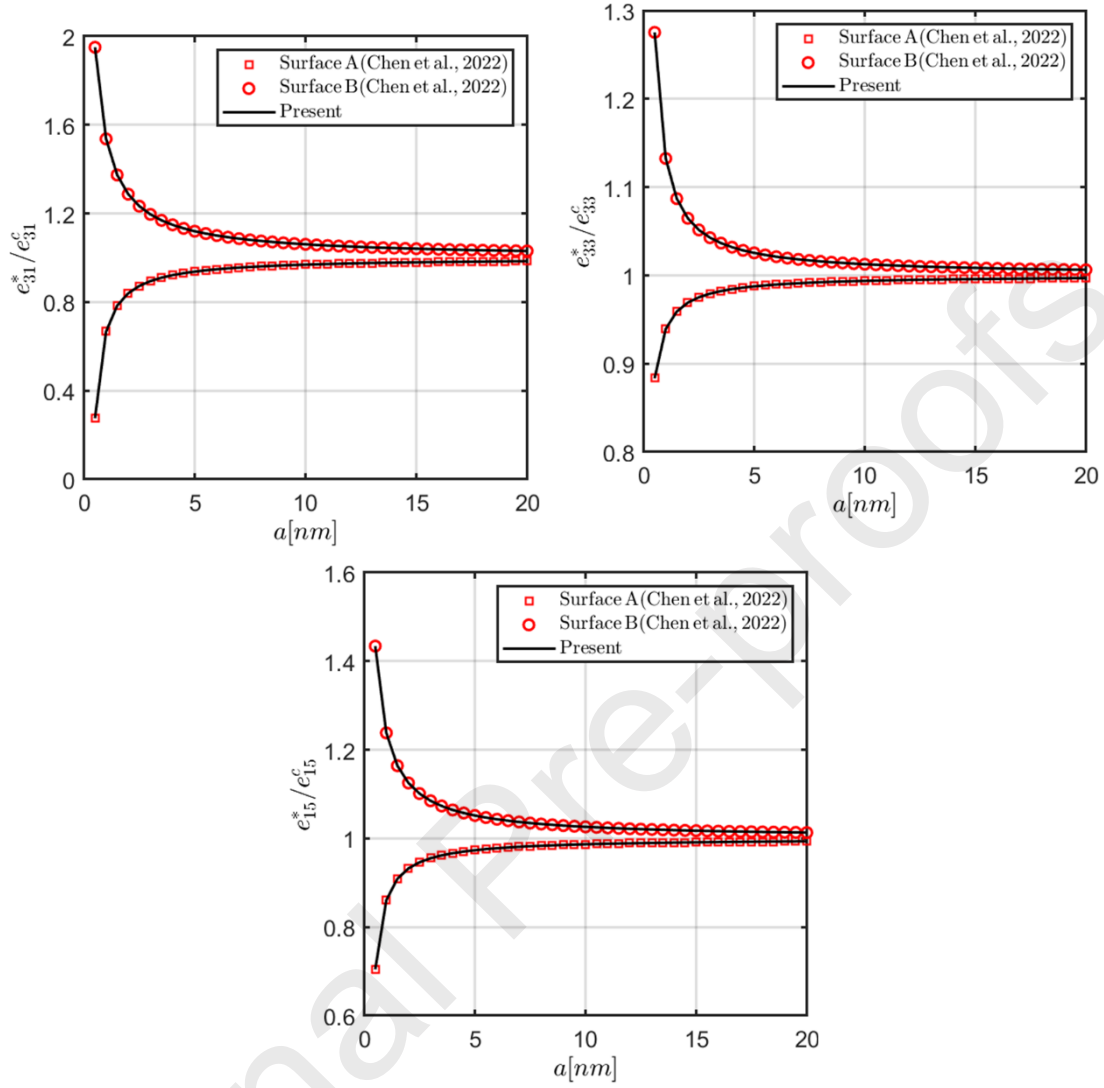 2
1.6
1.2
0.8
0.4
0
e*31/ec31
Surface A(Chen et al., 2022)
Surface B(Chen et al., 2022)
Present
0 5 10 15 20
a[nm]
1.3
1.2
1.1
1
0.9
0.8
e*33/ec33
Surface A(Chen et al., 2022)
Surface B(Chen et al., 2022)
Present
0 5 10 15 20
a[nm]
1.6
1.4
1.2
1
0.8
0.6
e*15/ec15
Surface A(Chen et al., 2022)
Surface B(Chen et al., 2022)
Present
0 5 10 15 20
a[nm]
nal Pre-proofs